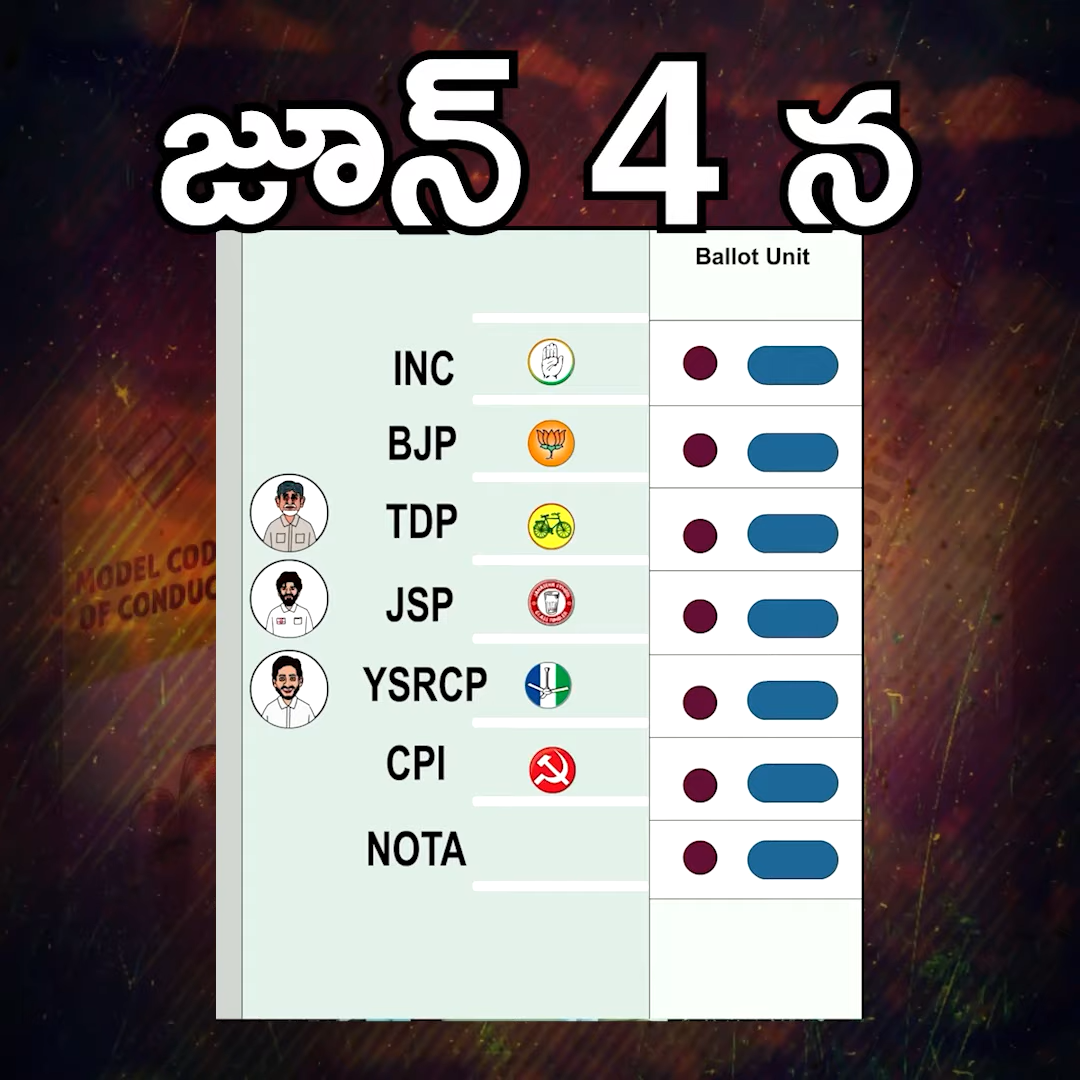 జూన్ 4 న
Ballot Unit
INC
BJP
TDP
JSP
YSRCP
CPI
NOTA
MODEL COD
OF CONDUC